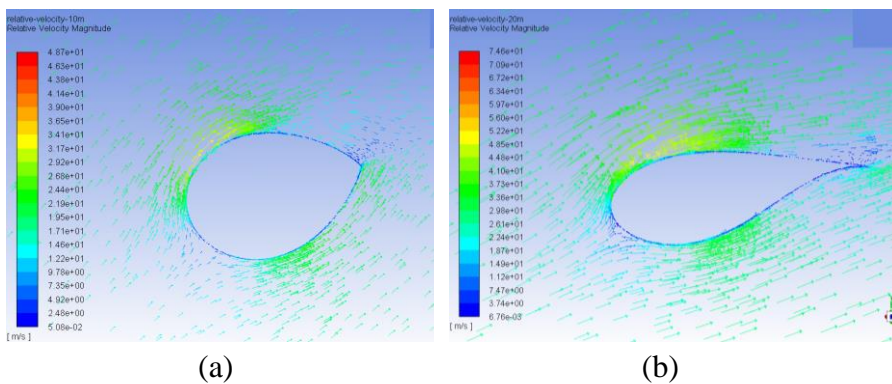 relative-velocity-10m
Relative Velocity Magnitude
4.87e+01
4.63e+01
4.38e+01
4.14e+01
3.90e+01
3.65e+01
3.41e+01
3.17e+01
2.92e+01
2.68e+01
2.44e+01
2.19e+01
1.95e+01
1.71e+01
1.46e+01
1.22e+01
9.78e+00
7.35e+00
4.92e+00
2.48e+00
5.08e-02
[ m/s ]
(a)
relative-velocity-20m
Relative Velocity Magnitude
7.46e+01
7.09e+01
6.72e+01
6.34e+01
5.97e+01
5.60e+01
5.22e+01
4.85e+01
4.48e+01
4.10e+01
3.73e+01
3.36e+01
2.98e+01
2.61e+01
2.24e+01
1.87e+01
1.49e+01
1.12e+01
7.47e+00
3.74e+00
6.76e-03
[ m/s ]
(b)